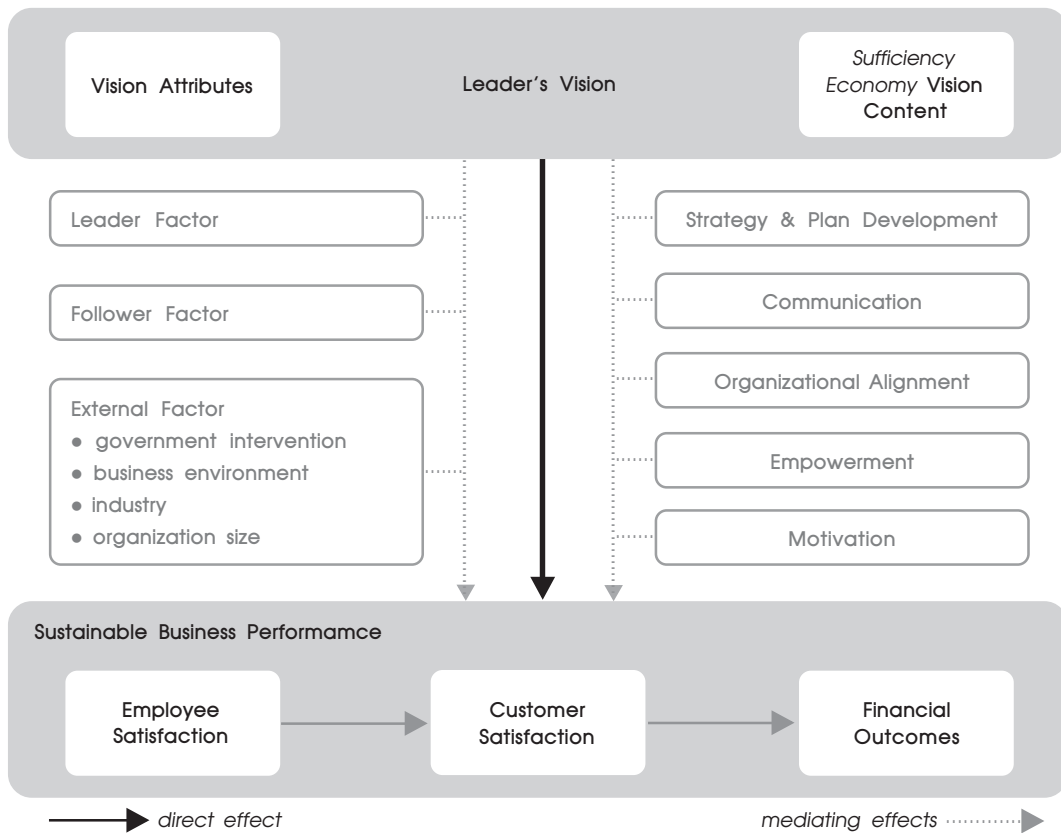 Vision Attributes
Leader's Vision
Sufficiency
Economy Vision
Content
Leader Factor
Follower Factor
External Factor
● government intervention
● business environment
● industry
● organization size
Strategy & Plan Development
Communication
Organizational Alignment
Empowerment
Motivation
Sustainable Business Performamce
Employee
Satisfaction
Customer
Satisfaction
Financial
Outcomes
direct effect
mediating effects